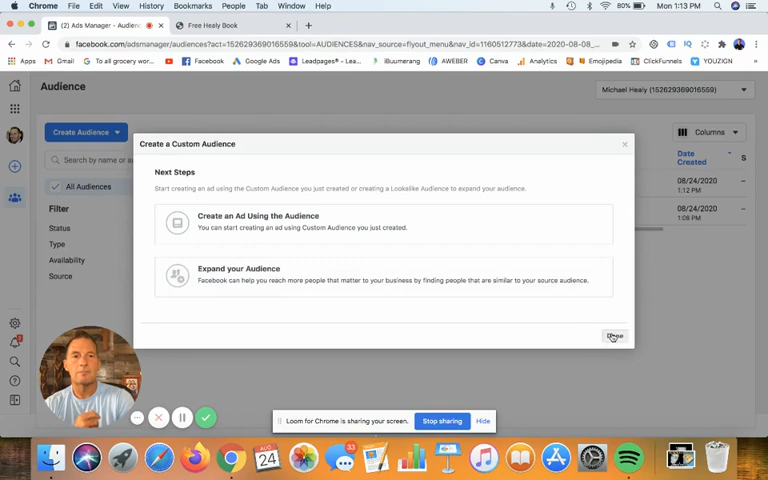 Chrome File Edit View History Bookmarks People Tab Window Help 80% Mon 1:13 PM
(2) Ads Manager - Audienc
Free Healy Book
facebook.com/adsmanager/audiences?act=152629369016559&tool=AUDIENCES&nav_source=flyout_menu&nav_id=1160512773&date=2020-08-08_...
Apps Gmail To all grocery wor... Facebook Google Ads Leadpages® - Lea... iBuumerang AWEBER Canva Analytics Emojipedia ClickFunnels YOUZIGN
Audience
Michael Healy (152629369016559)
Create Audience
Columns
Search by name or a
Date Created
S
All Audiences
08/24/2020
1:12 PM
08/24/2020
1:08 PM
Filter
Status
Type
Availability
Source
Create a Custom Audience
Next Steps
Start creating an ad using the Custom Audience you just created or creating a Lookalike Audience to expand your audience.
Create an Ad Using the Audience
You can start creating an ad using Custom Audience you just created.
Expand your Audience
Facebook can help you reach more people that matter to your business by finding people that are similar to your source audience.
Loom for Chrome is sharing your screen. Stop sharing Hide
AUG
24
33